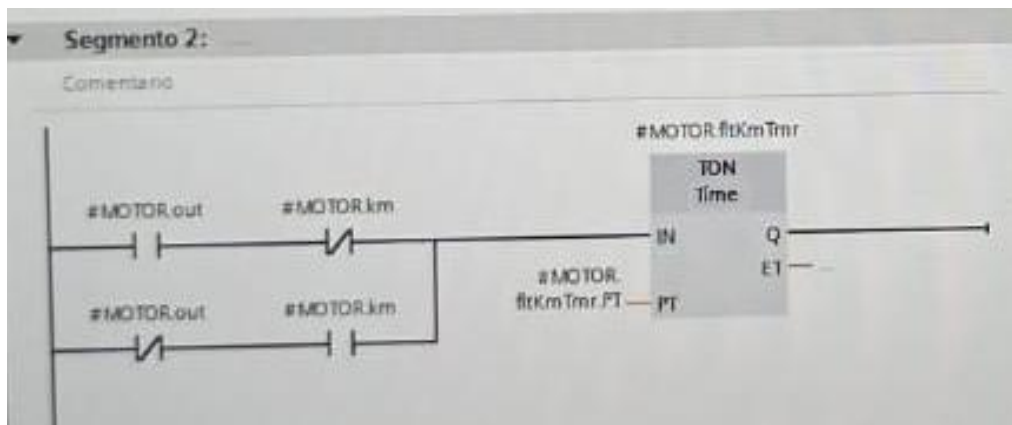 Segmento 2:
Comentario
#MOTOR.fltKmTmr
TON
Time
#MOTOR.out
#MOTOR.km
IN
Q
#MOTOR.
fltKmTmr.PT
PT
ET
...
#MOTOR.out
#MOTOR.km